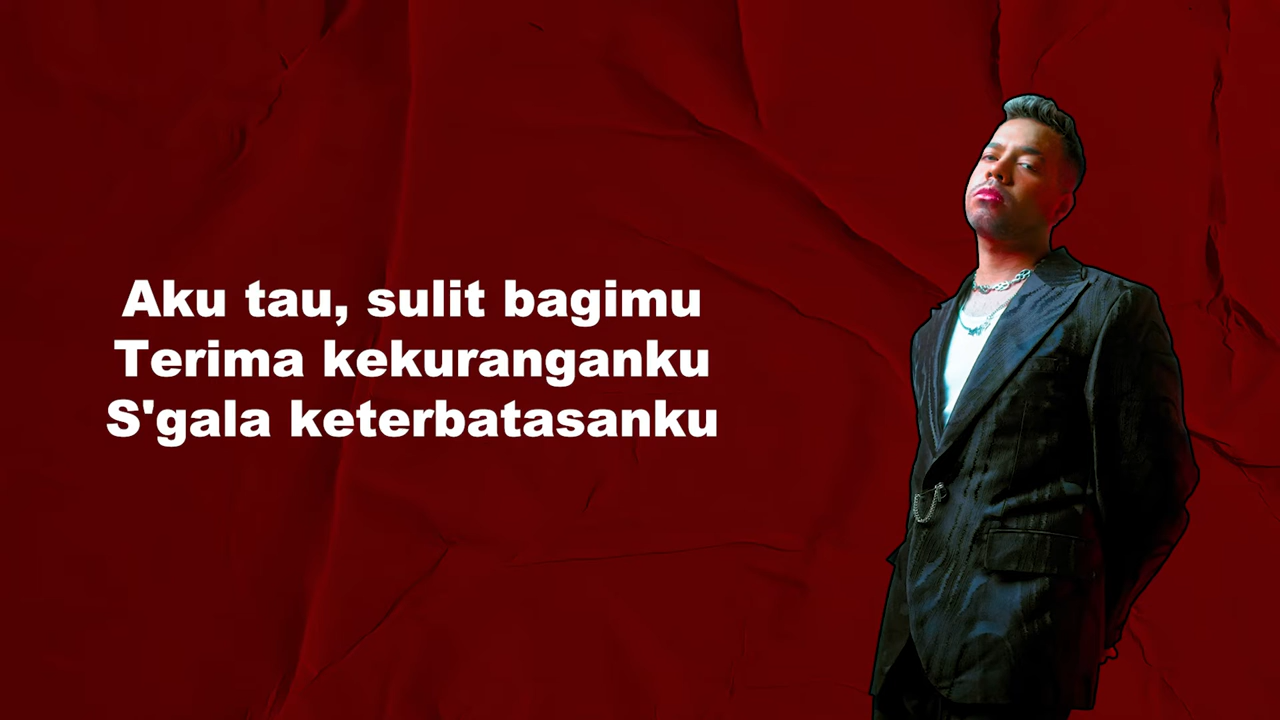 Aku tau, sulit bagimu
Terima kekuranganku
S'gala keterbatasanku